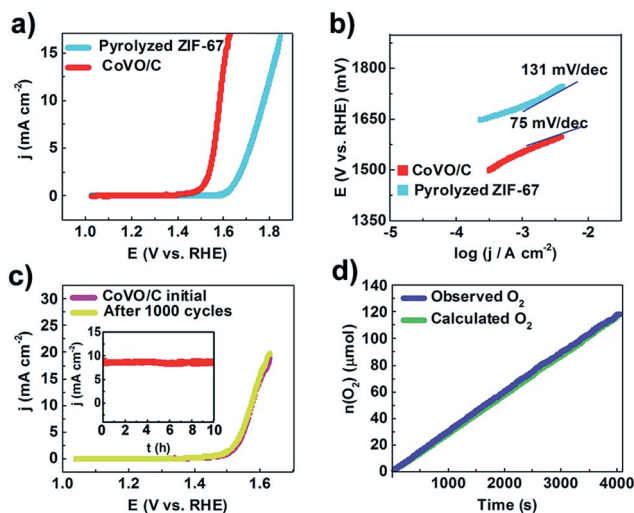 a)
Pyrolyzed ZIF-67
CoVO/C
j (mA cm⁻²)
15
10
5
0
1.0 1.2 1.4 1.6 1.8
E (V vs. RHE)
b)
E (V vs. RHE) (mV)
1800
1650
1500
1350
131 mV/dec
75 mV/dec
CoVO/C
Pyrolyzed ZIF-67
-5 -4 -3 -2 -1
log (j / A cm⁻²)
c)
CoVO/C initial
After 1000 cycles
j (mA cm⁻²)
30
25
20
15
10
5
0
j (mA cm⁻²)
15
10
5
0
0 2 4 6 8 10
t (h)
1.0 1.2 1.4 1.6
E (V vs. RHE)
d)
Observed O₂
Calculated O₂
n(O₂) (μmol)
140
120
100
80
60
40
20
0
0 1000 2000 3000 4000
Time (s)